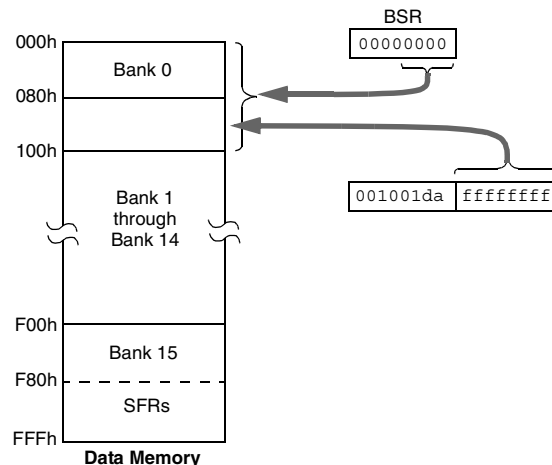 BSR
00000000
000h
Bank 0
080h
100h
001001da ffffffff
Bank 1
through
Bank 14
F00h
Bank 15
F80h
SFRs
FFFh
Data Memory